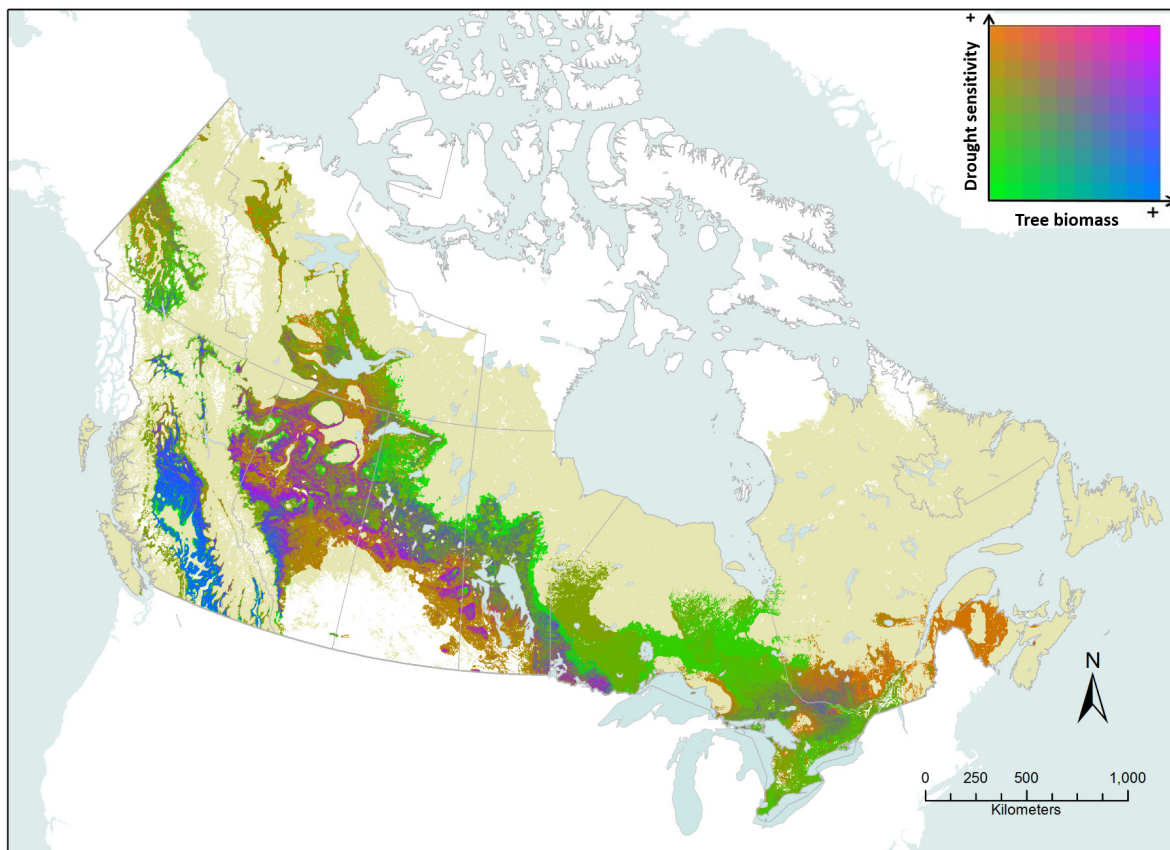 +
Drought sensitivity
+
Tree biomass
N
0 250 500 1,000
Kilometers